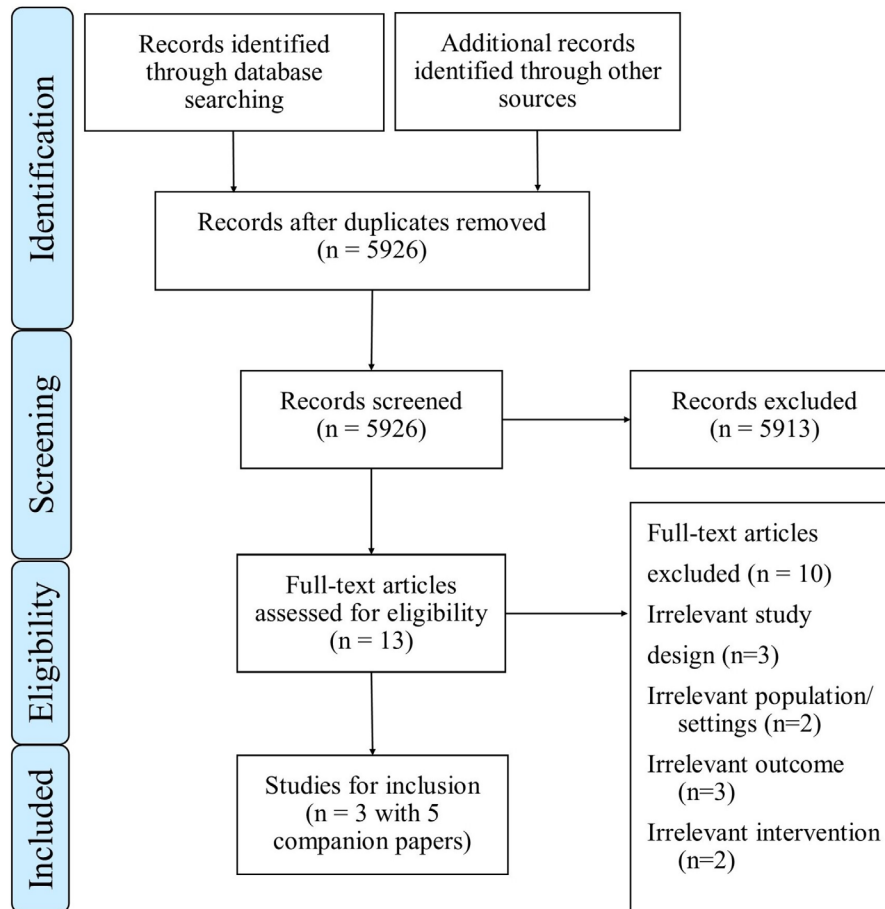 Identification
Records identified
through database
searching
Additional records
identified through other
sources
Records after duplicates removed
(n = 5926)
Screening
Records screened
(n = 5926)
Records excluded
(n = 5913)
Eligibility
Full-text articles
assessed for eligibility
(n = 13)
Full-text articles
excluded (n = 10)
Irrelevant study
design (n=3)
Irrelevant population/
settings (n=2)
Irrelevant outcome
(n=3)
Irrelevant intervention
(n=2)
Included
Studies for inclusion
(n = 3 with 5
companion papers)